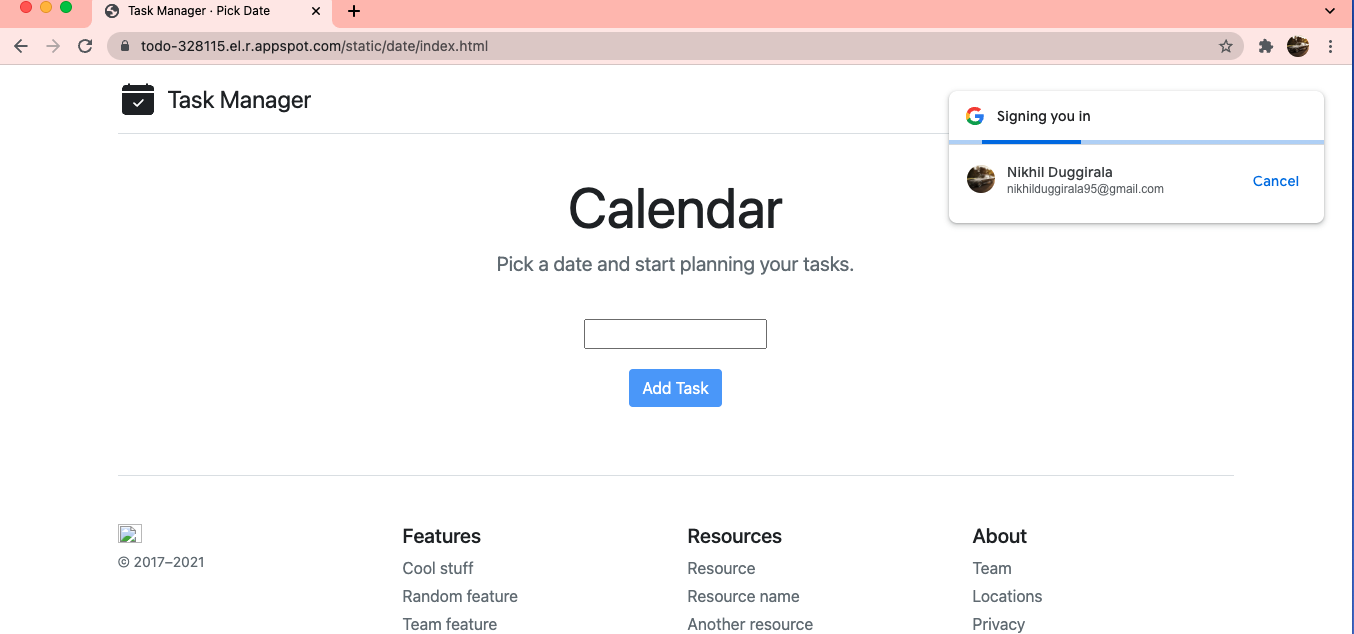 Task Manager · Pick Date
todo-328115.el.r.appspot.com/static/date/index.html
Task Manager
Signing you in
Nikhil Duggirala
nikhilduggirala95@gmail.com
Cancel
Calendar
Pick a date and start planning your tasks.
Add Task
© 2017–2021
Features
Cool stuff
Random feature
Team feature
Resources
Resource
Resource name
Another resource
About
Team
Locations
Privacy